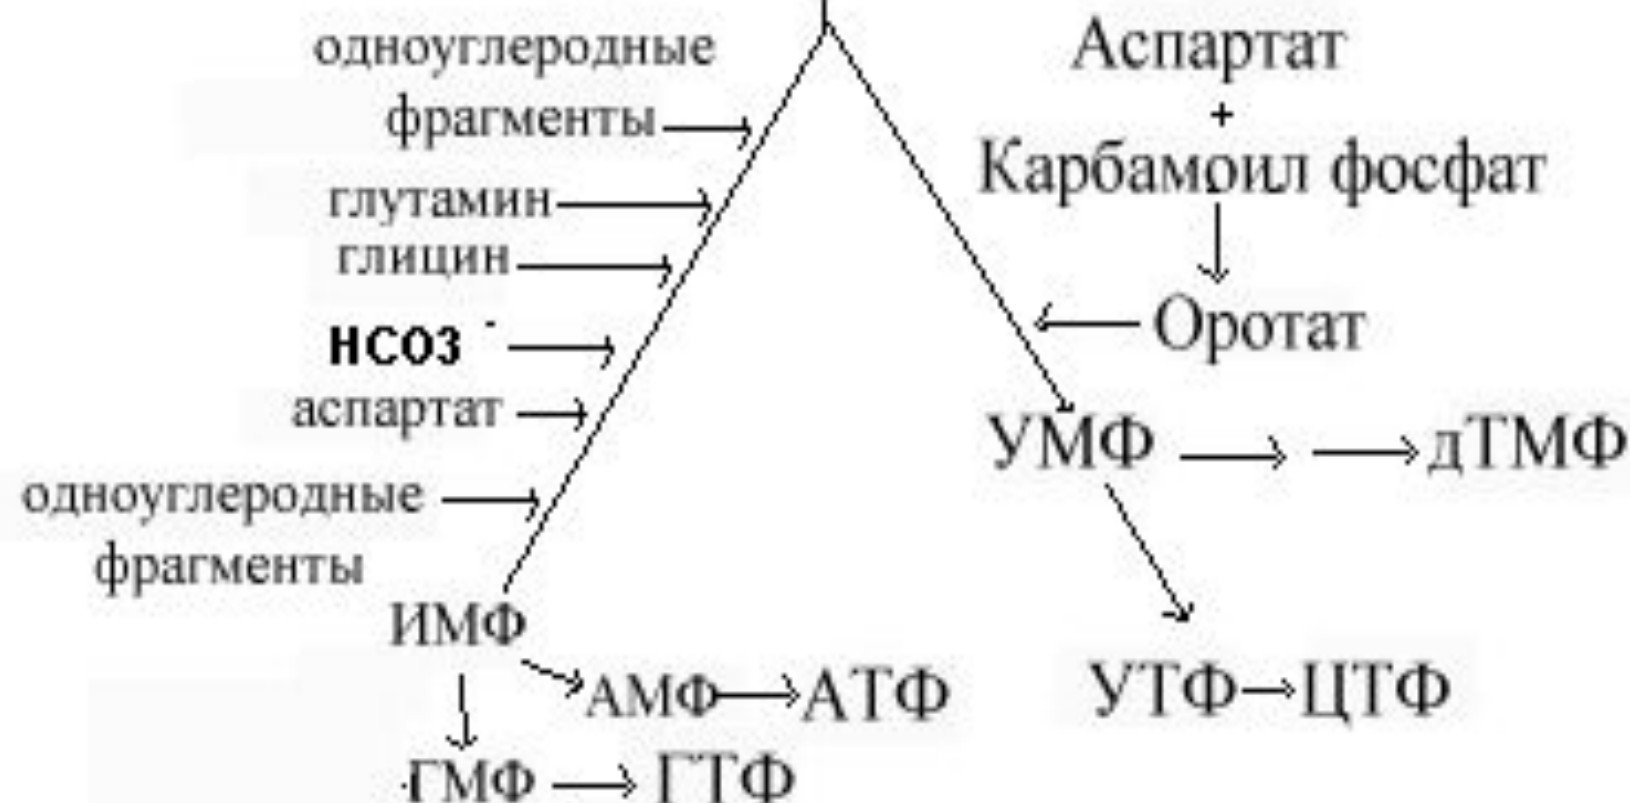 одноуглеродные
фрагменты
глутамин
глицин
НСО3 -
аспартат
одноуглеродные
фрагменты
ИМФ
АМФ АТФ
ГМФ ГТФ
Аспартат
+
Карбамоил фосфат
Оротат
УМФ дТМФ
УТФ ЦТФ